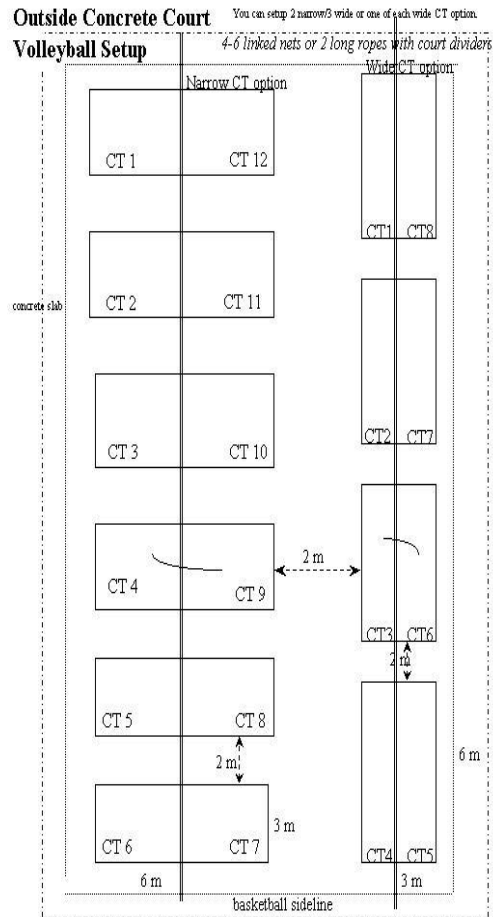 Outside Concrete Court
You can setup 2 narrow/3 wide or one of each wide CT option.
Volleyball Setup
4-6 linked nets or 2 long ropes with court dividers
Wide CT option
Narrow CT option
CT 1
CT 12
CT1
CT8
concrete slab
CT 2
CT 11
CT2
CT7
CT 3
CT 10
2 m
CT 4
CT 9
CT3
CT6
2 m
CT 5
CT 8
2 m
6 m
3 m
CT 6
CT 7
CT4
CT5
6 m
3 m
basketball sideline